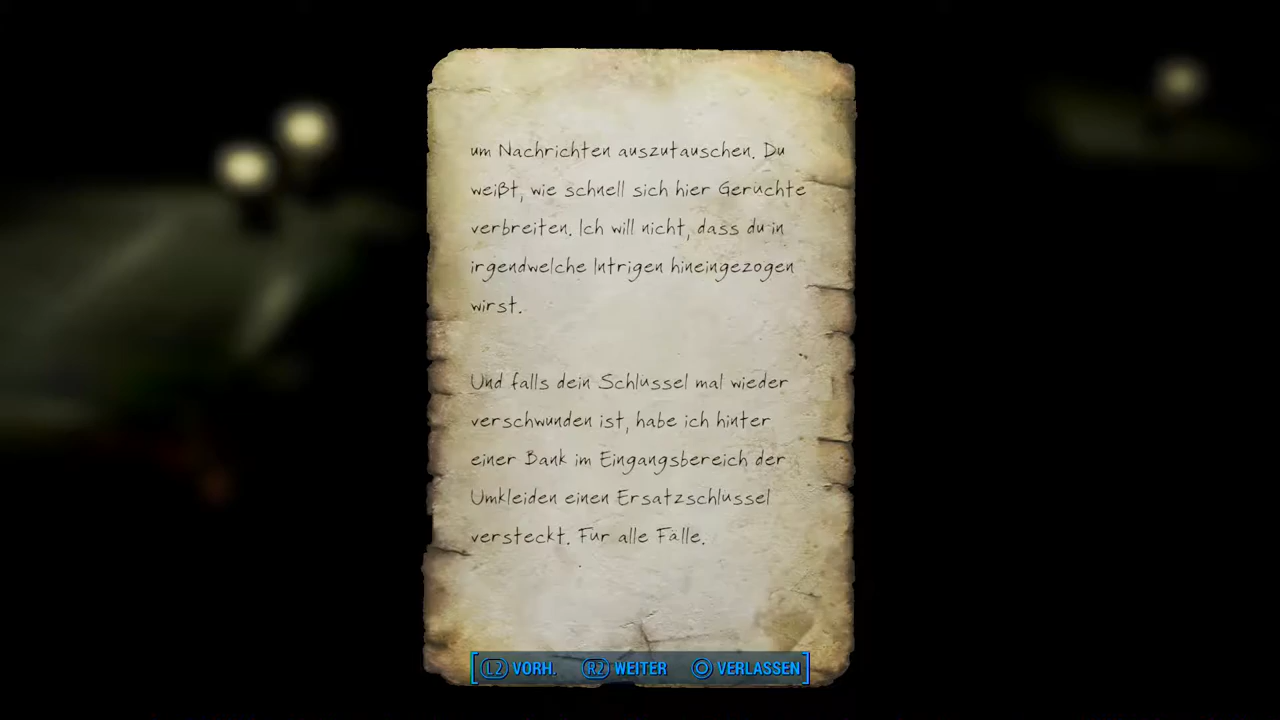 um Nachrichten auszutauschen. Du
weißt, wie schnell sich hier Gerüchte
verbreiten. Ich will nicht, dass du in
irgendwelche Intrigen hineingezogen
wirst.
Und falls dein Schlüssel mal wieder
verschwunden ist, habe ich hinter
einer Bank im Eingangsbereich der
Umkleiden einen Ersatzschlüssel
versteckt. Für alle Fälle.
L2 VORH. R2 WEITER VERLASSEN